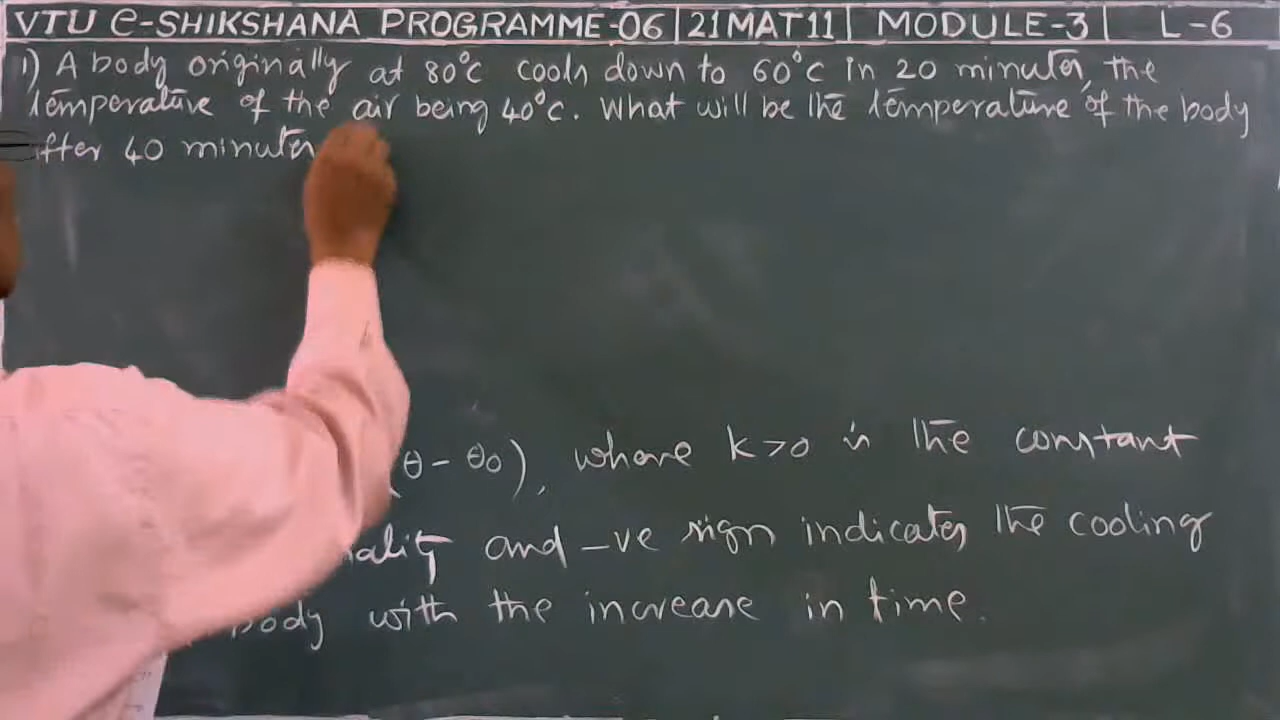 VTU e-SHIKSHANA PROGRAMME-06 | 21MAT11 | MODULE-3 | L-6
1) A body originally at 80°C cools down to 60°C in 20 minutes, the
temperature of the air being 40°C. What will be the temperature of the body
after 40 minutes
(θ - θ0), where k>0 is the constant
ality and -ve sign indicates the cooling
body with the increase in time.